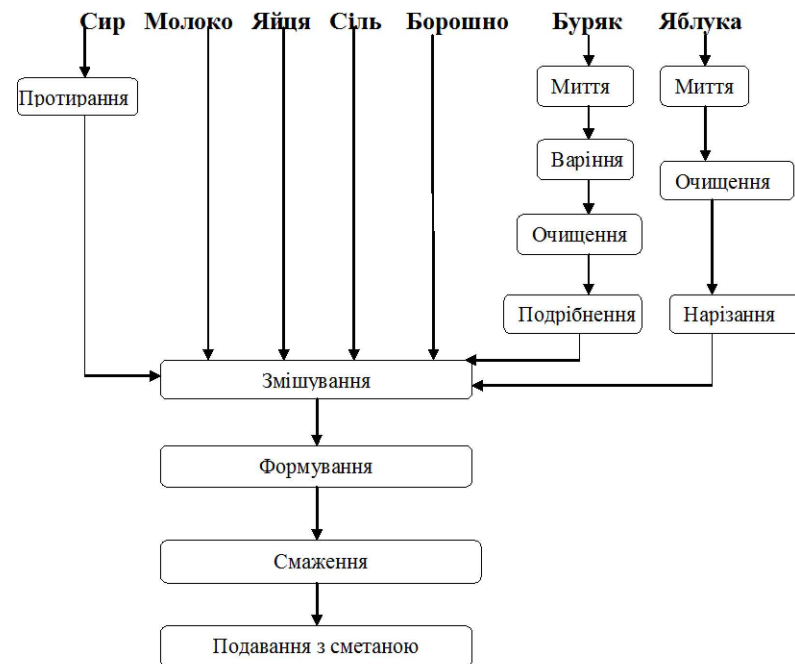 Сир Молоко Яйця Сіль Борошно Буряк Яблука
Протирання
Миття
Миття
Варіння
Очищення
Очищення
Подрібнення
Нарізання
Змішування
Формування
Смаження
Подавання з сметаною